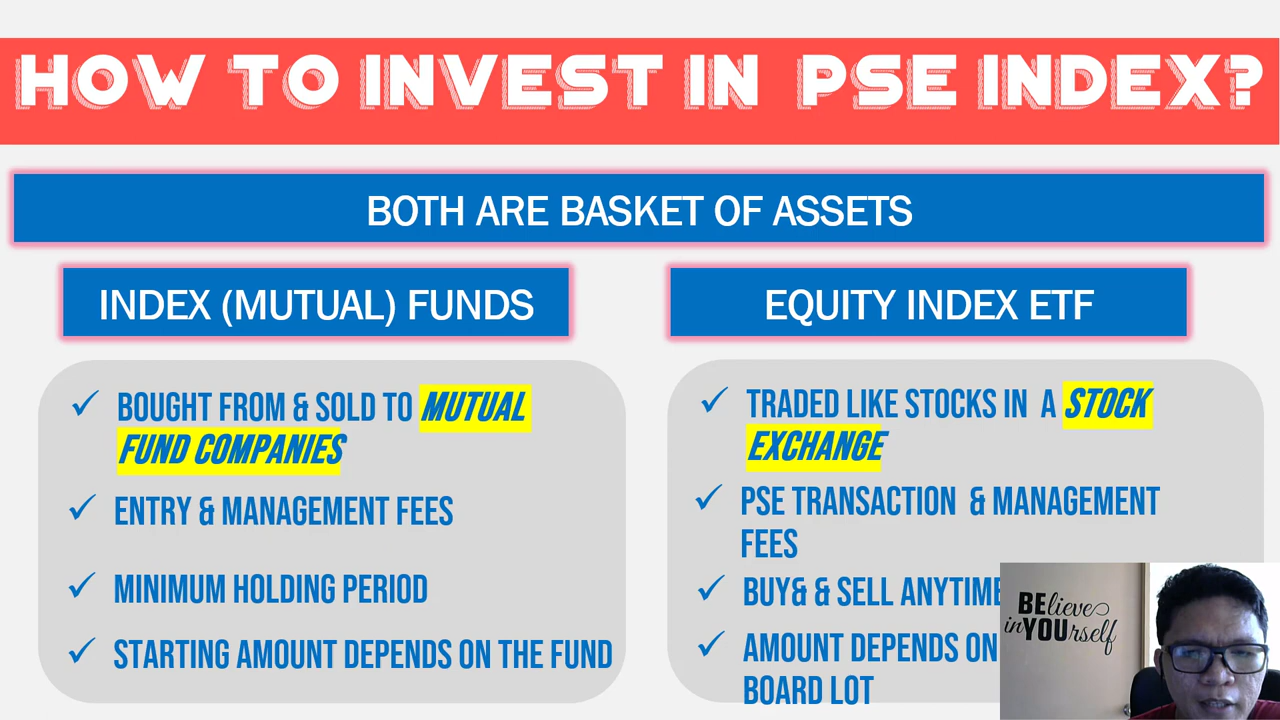 HOW TO INVEST IN PSE INDEX?
BOTH ARE BASKET OF ASSETS
INDEX (MUTUAL) FUNDS
BOUGHT FROM & SOLD TO MUTUAL
FUND COMPANIES
ENTRY & MANAGEMENT FEES
MINIMUM HOLDING PERIOD
STARTING AMOUNT DEPENDS ON THE FUND
EQUITY INDEX ETF
TRADED LIKE STOCKS IN A STOCK
EXCHANGE
PSE TRANSACTION & MANAGEMENT
FEES
BUY& & SELL ANYTIME
AMOUNT DEPENDS ON
BOARD LOT
BElieve
inYOUrself